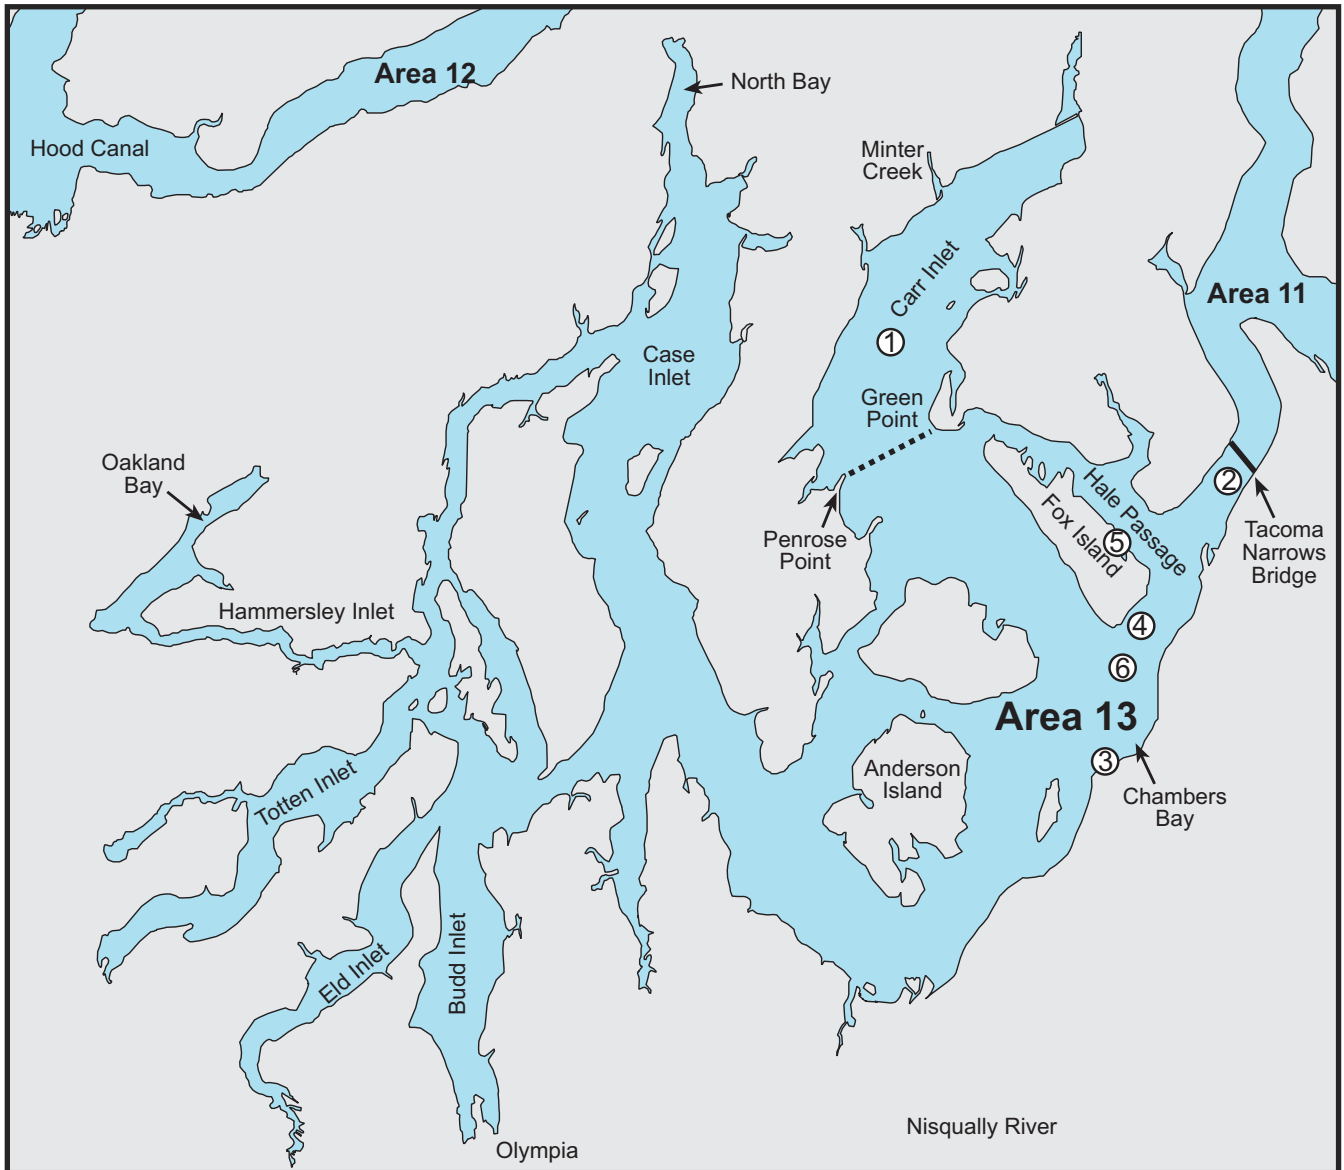 Area 12
North Bay
Hood Canal
Minter
Creek
Carr Inlet
Area 11
1
Case
Inlet
Green
Point
Oakland
Bay
2
Hale Passage
Fox Island
5
Penrose
Point
Tacoma
Narrows
Bridge
Hammersley Inlet
4
6
Area 13
3
Anderson
Island
Chambers
Bay
Totten Inlet
Eld Inlet
Budd Inlet
Nisqually River
Olympia